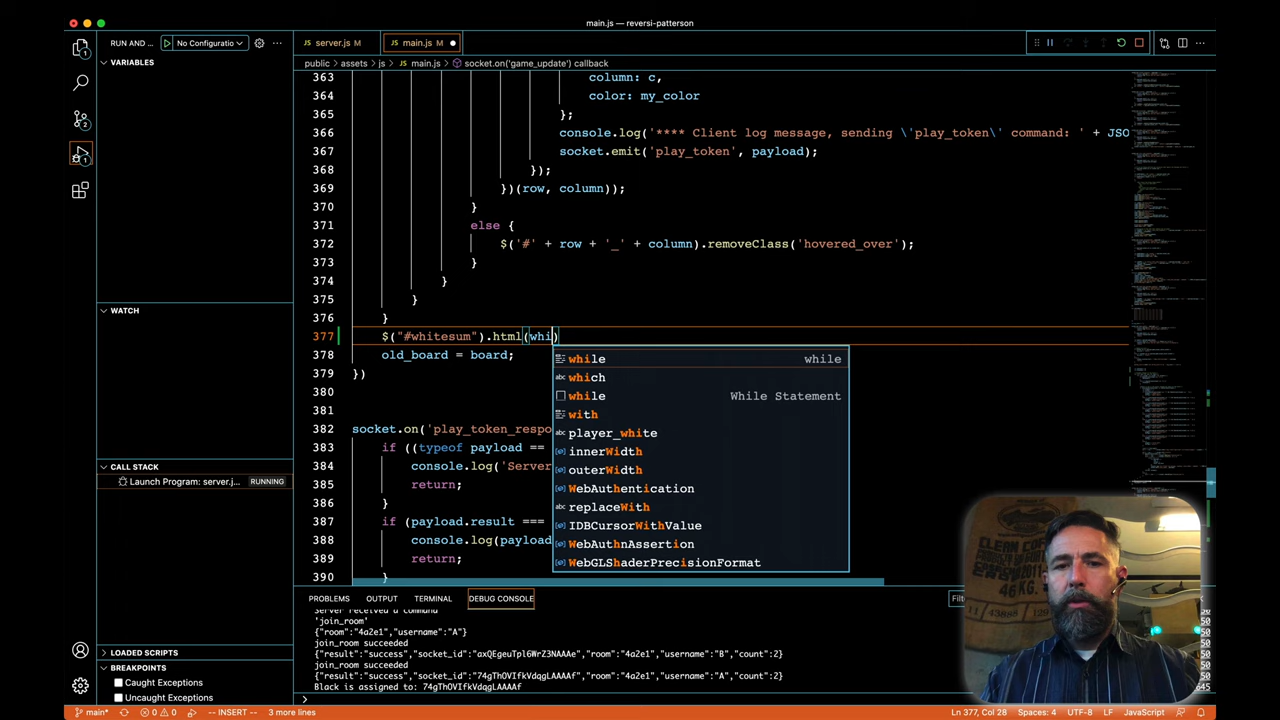 main.js — reversi-patterson
RUN AND ...
No Configuratio
server.js M
main.js M
VARIABLES
public > assets > js > main.js > socket.on('game_update') callback
363 column: c,
364 color: my_color
365 };
366 console.log('**** Client log message, sending \'play_token\' command: ' + JSO
367 socket.emit('play_token', payload);
368 });
369 })(row, column));
370 }
371 else {
372 $('#' + row + '_' + column).removeClass('hovered_over');
373 }
374 }
375 }
376 }
377 $("#whitesum").html(whi)
378 old_board = board;
379 })
380
381
382 socket.on('play_token_respo
383 if ((typeof payload ==
384 console.log('Server
385 return;
386 }
387 if (payload.result ===
388 console.log(payload
389 return;
390 }
while while
which
while While Statement
with
player_white
innerWidth
outerWidth
WebAuthentication
replaceWith
IDBCursorWithValue
WebAuthnAssertion
WebGLShaderPrecisionFormat
WATCH
CALL STACK
Launch Program: server.j... RUNNING
LOADED SCRIPTS
BREAKPOINTS
Caught Exceptions
Uncaught Exceptions
PROBLEMS
OUTPUT
TERMINAL
DEBUG CONSOLE
Server received a command
'join_room'
{"room":"4a2e1","username":"A"}
join_room succeeded
{"result":"success","socket_id":"axQEgeuTpl6WrZ3NAAAe","room":"4a2e1","username":"B","count":2}
join_room succeeded
{"result":"success","socket_id":"74gThOVIfkVdqgLAAAAf","room":"4a2e1","username":"A","count":2}
Black is assigned to: 74gThOVIfkVdqgLAAAAf
main*
0 0
-- INSERT --
3 more lines
Ln 377, Col 28
Spaces: 4
UTF-8
LF
JavaScript